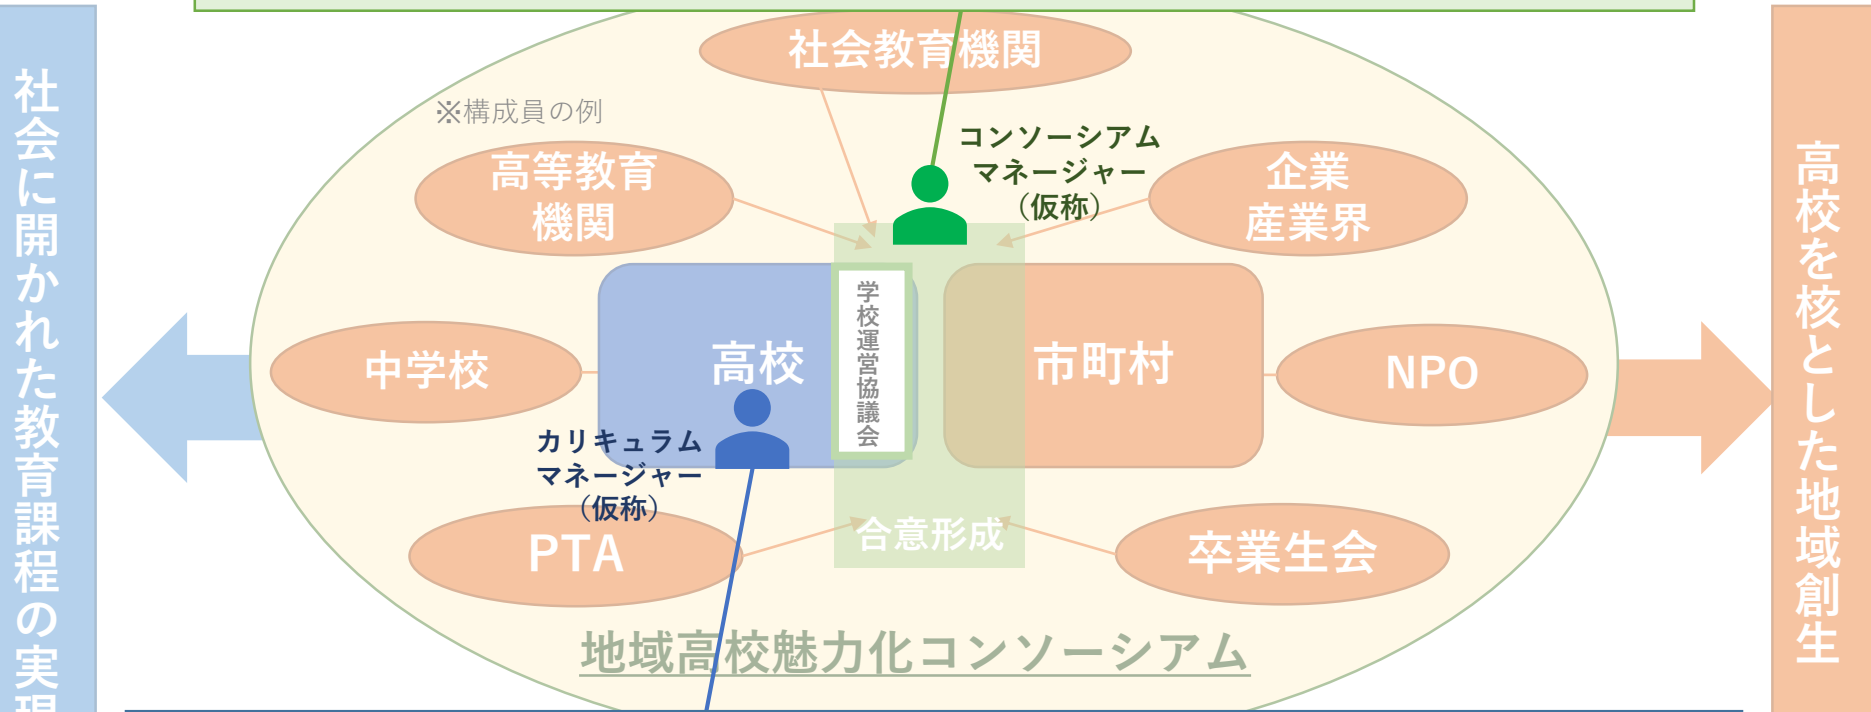 社会教育機関
※構成員の例
コンソーシアム
マネージャー
（仮称）
高等教育
機関
企業
産業界
社会に開かれた教育課程の実現
高校を核とした地域創生
学校運営協議会
高校
市町村
中学校
NPO
カリキュラム
マネージャー
（仮称）
合意形成
PTA
卒業生会
地域高校魅力化コンソーシアム